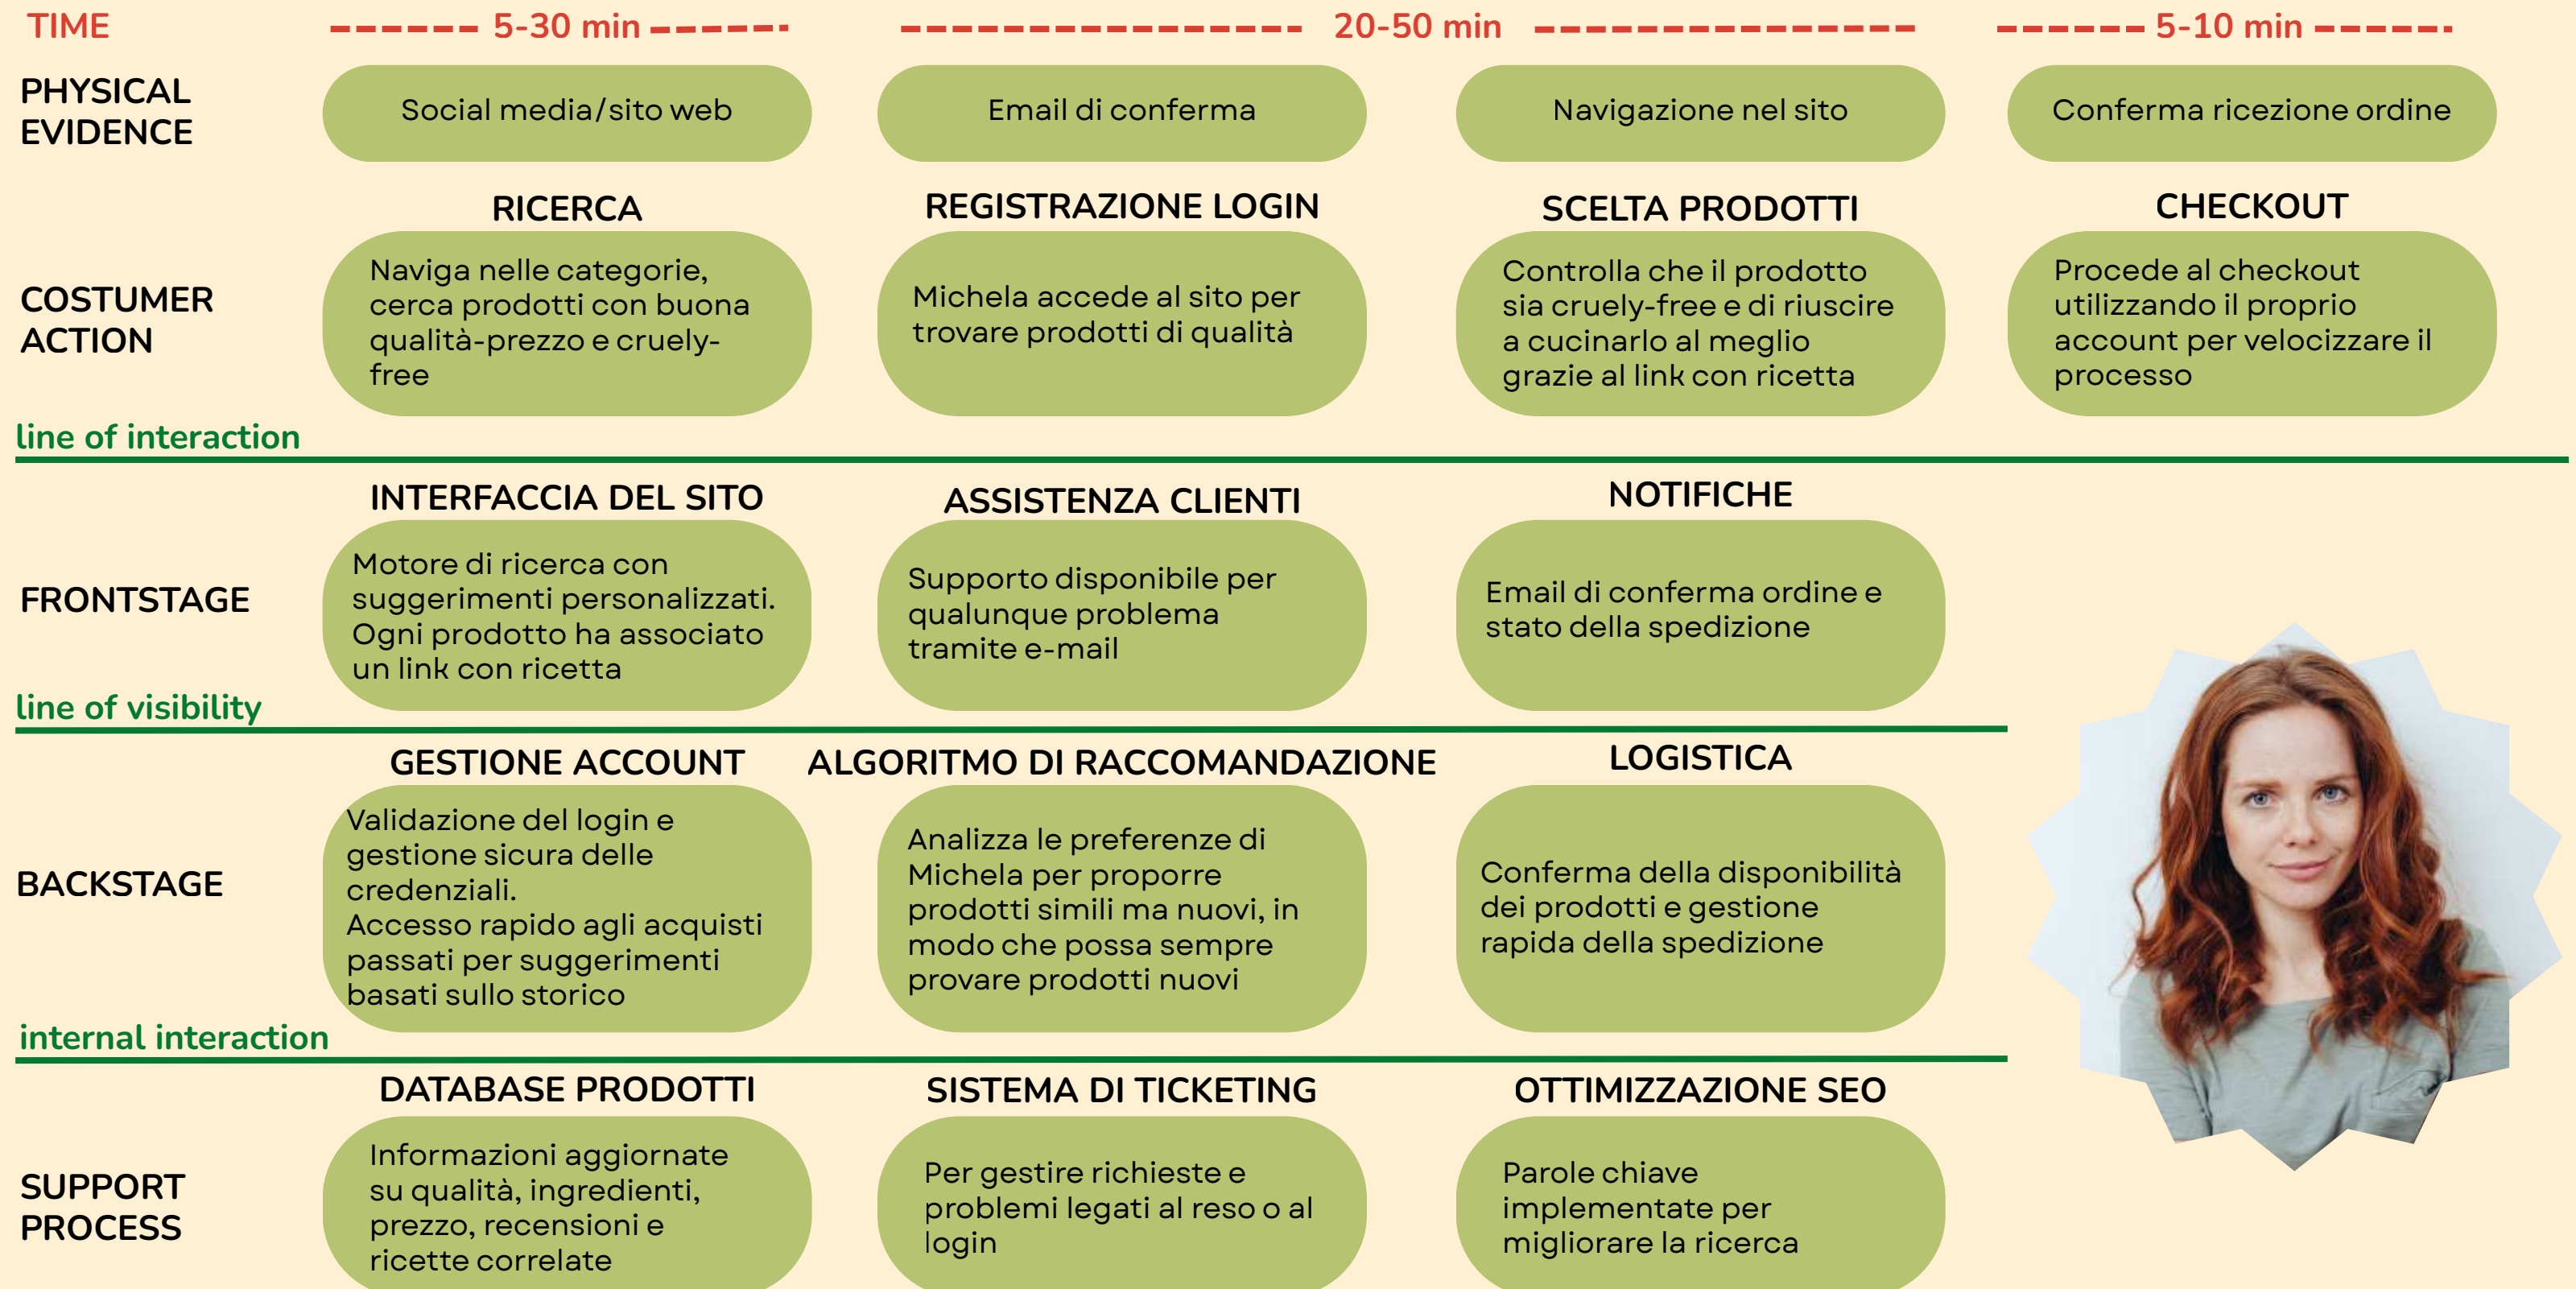 TIME
5-30 min
20-50 min
5-10 min
PHYSICAL
EVIDENCE
Social media/sito web
Email di conferma
Navigazione nel sito
Conferma ricezione ordine
COSTUMER
ACTION
RICERCA
Naviga nelle categorie,
cerca prodotti con buona
qualità-prezzo e cruely-
free
REGISTRAZIONE LOGIN
Michela accede al sito per
trovare prodotti di qualità
SCELTA PRODOTTI
Controlla che il prodotto
sia cruely-free e di riuscire
a cucinarlo al meglio
grazie al link con ricetta
CHECKOUT
Procede al checkout
utilizzando il proprio
account per velocizzare il
processo
line of interaction
FRONTSTAGE
INTERFACCIA DEL SITO
Motore di ricerca con
suggerimenti personalizzati.
Ogni prodotto ha associato
un link con ricetta
ASSISTENZA CLIENTI
Supporto disponibile per
qualunque problema
tramite e-mail
NOTIFICHE
Email di conferma ordine e
stato della spedizione
line of visibility
BACKSTAGE
GESTIONE ACCOUNT
Validazione del login e
gestione sicura delle
credenziali.
Accesso rapido agli acquisti
passati per suggerimenti
basati sullo storico
ALGORITMO DI RACCOMANDAZIONE
Analizza le preferenze di
Michela per proporre
prodotti simili ma nuovi, in
modo che possa sempre
provare prodotti nuovi
LOGISTICA
Conferma della disponibilità
dei prodotti e gestione
rapida della spedizione
internal interaction
SUPPORT
PROCESS
DATABASE PRODOTTI
Informazioni aggiornate
su qualità, ingredienti,
prezzo, recensioni e
ricette correlate
SISTEMA DI TICKETING
Per gestire richieste e
problemi legati al reso o al
login
OTTIMIZZAZIONE SEO
Parole chiave
implementate per
migliorare la ricerca